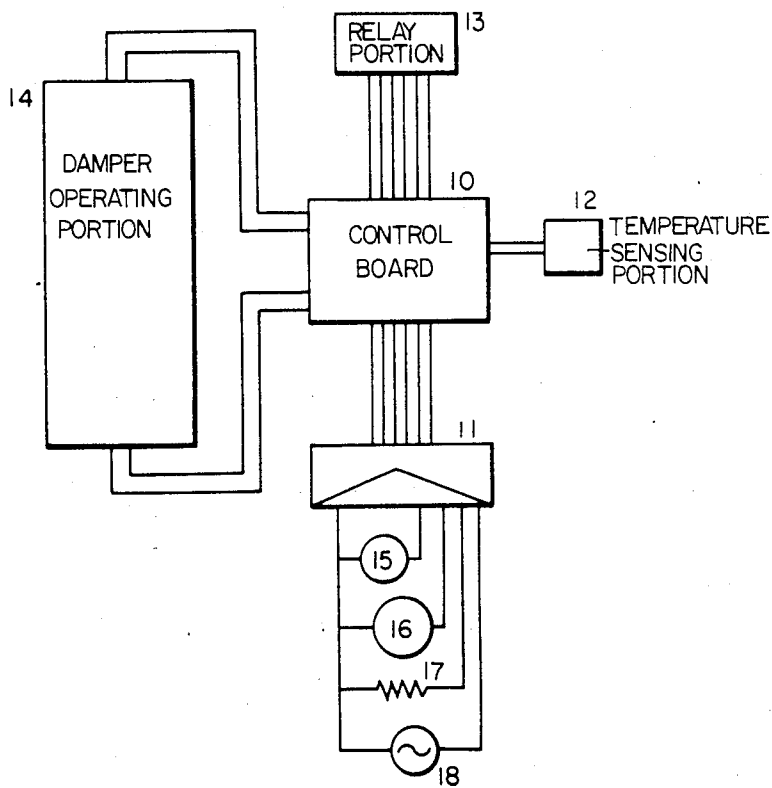 RELAY
PORTION
13
14
DAMPER
OPERATING
PORTION
10
CONTROL
BOARD
12
TEMPERATURE
SENSING
PORTION
11
15
16
17
18